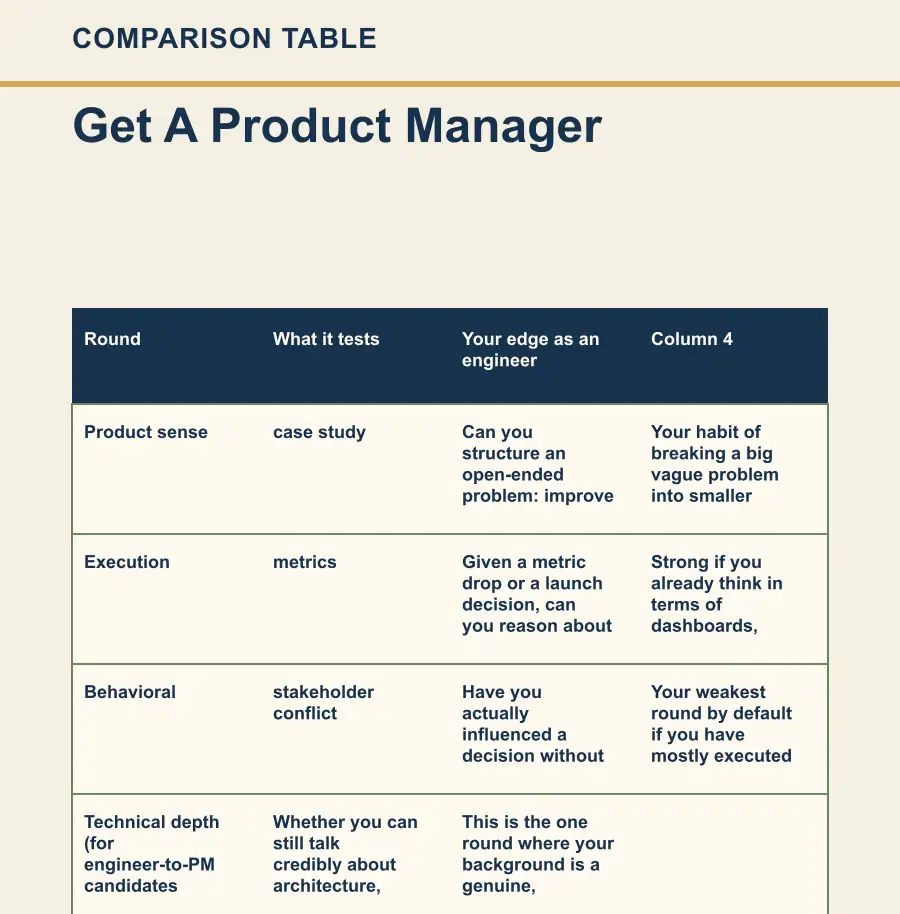 COMPARISON TABLE
Get A Product Manager
Round
What it tests
Your edge as an
engineer
Column 4
Product sense
case study
Can you
structure an
open-ended
problem: improve
Your habit of
breaking a big
vague problem
into smaller
Execution
metrics
Given a metric
drop or a launch
decision, can
you reason about
Strong if you
already think in
terms of
dashboards,
Behavioral
stakeholder
conflict
Have you
actually
influenced a
decision without
Your weakest
round by default
if you have
mostly executed
Technical depth
(for
engineer-to-PM
candidates
Whether you can
still talk
credibly about
architecture,
This is the one
round where your
background is a
genuine,